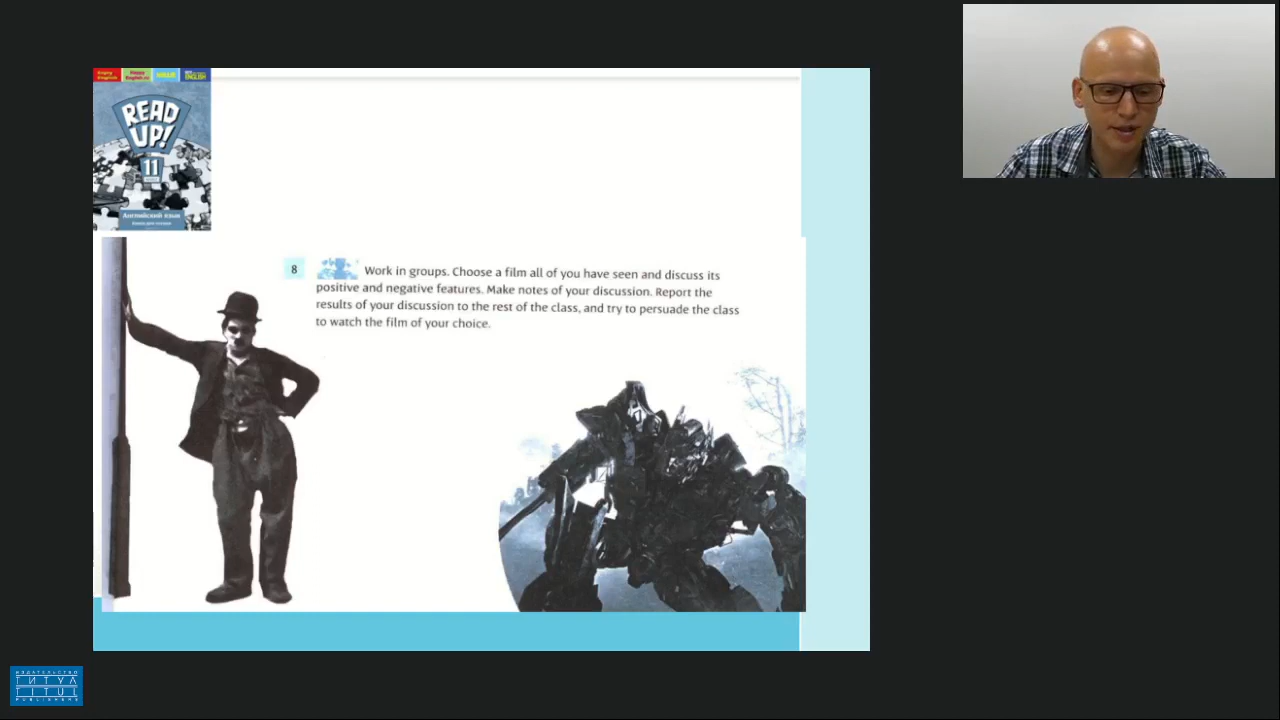 READ
UP!
11
Английский язык
8
Work in groups. Choose a film all of you have seen and discuss its
positive and negative features. Make notes of your discussion. Report the
results of your discussion to the rest of the class, and try to persuade the class
to watch the film of your choice.
ИЗДАТЕЛЬСТВО
ТИТУЛ
TITUL
PUBLISHERS